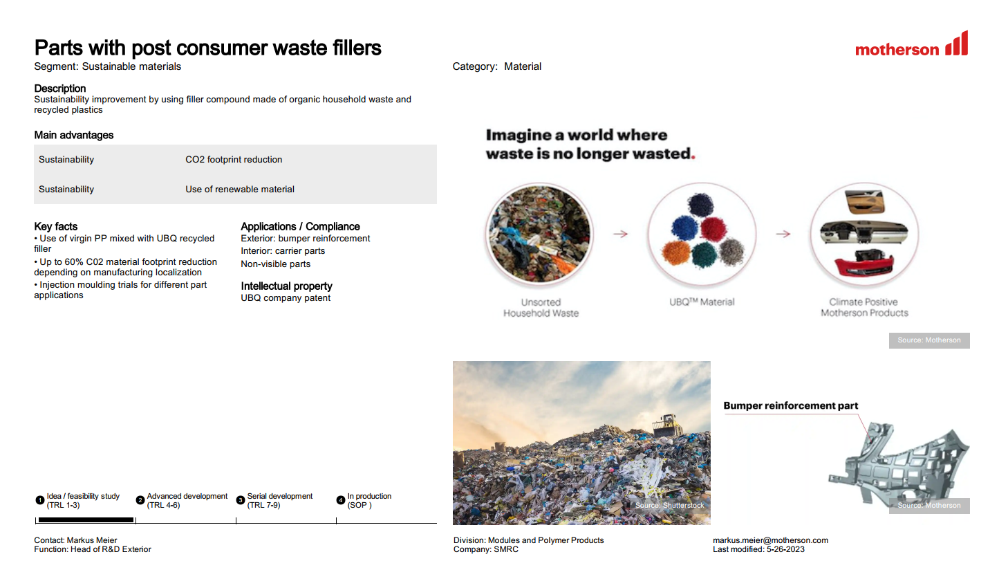 Parts with post consumer waste fillers
motherson
Segment: Sustainable materials
Category: Material
Description
Sustainability improvement by using filler compound made of organic household waste and
recycled plastics
Main advantages
Sustainability CO2 footprint reduction
Sustainability Use of renewable material
Key facts
• Use of virgin PP mixed with UBQ recycled
filler
• Up to 60% C02 material footprint reduction
depending on manufacturing localization
• Injection moulding trials for different part
applications
Applications / Compliance
Exterior: bumper reinforcement
Interior: carrier parts
Non-visible parts
Intellectual property
UBQ company patent
Imagine a world where
waste is no longer wasted.
Unsorted
Household Waste
UBQ™ Material
Climate Positive
Motherson Products
Source: Motherson
Source: Shutterstock
Bumper reinforcement part
Source: Motherson
1 Idea / feasibility study
(TRL 1-3)
2 Advanced development
(TRL 4-6)
3 Serial development
(TRL 7-9)
4 In production
(SOP )
Contact: Markus Meier
Function: Head of R&D Exterior
Division: Modules and Polymer Products
Company: SMRC
markus.meier@motherson.com
Last modified: 5-26-2023